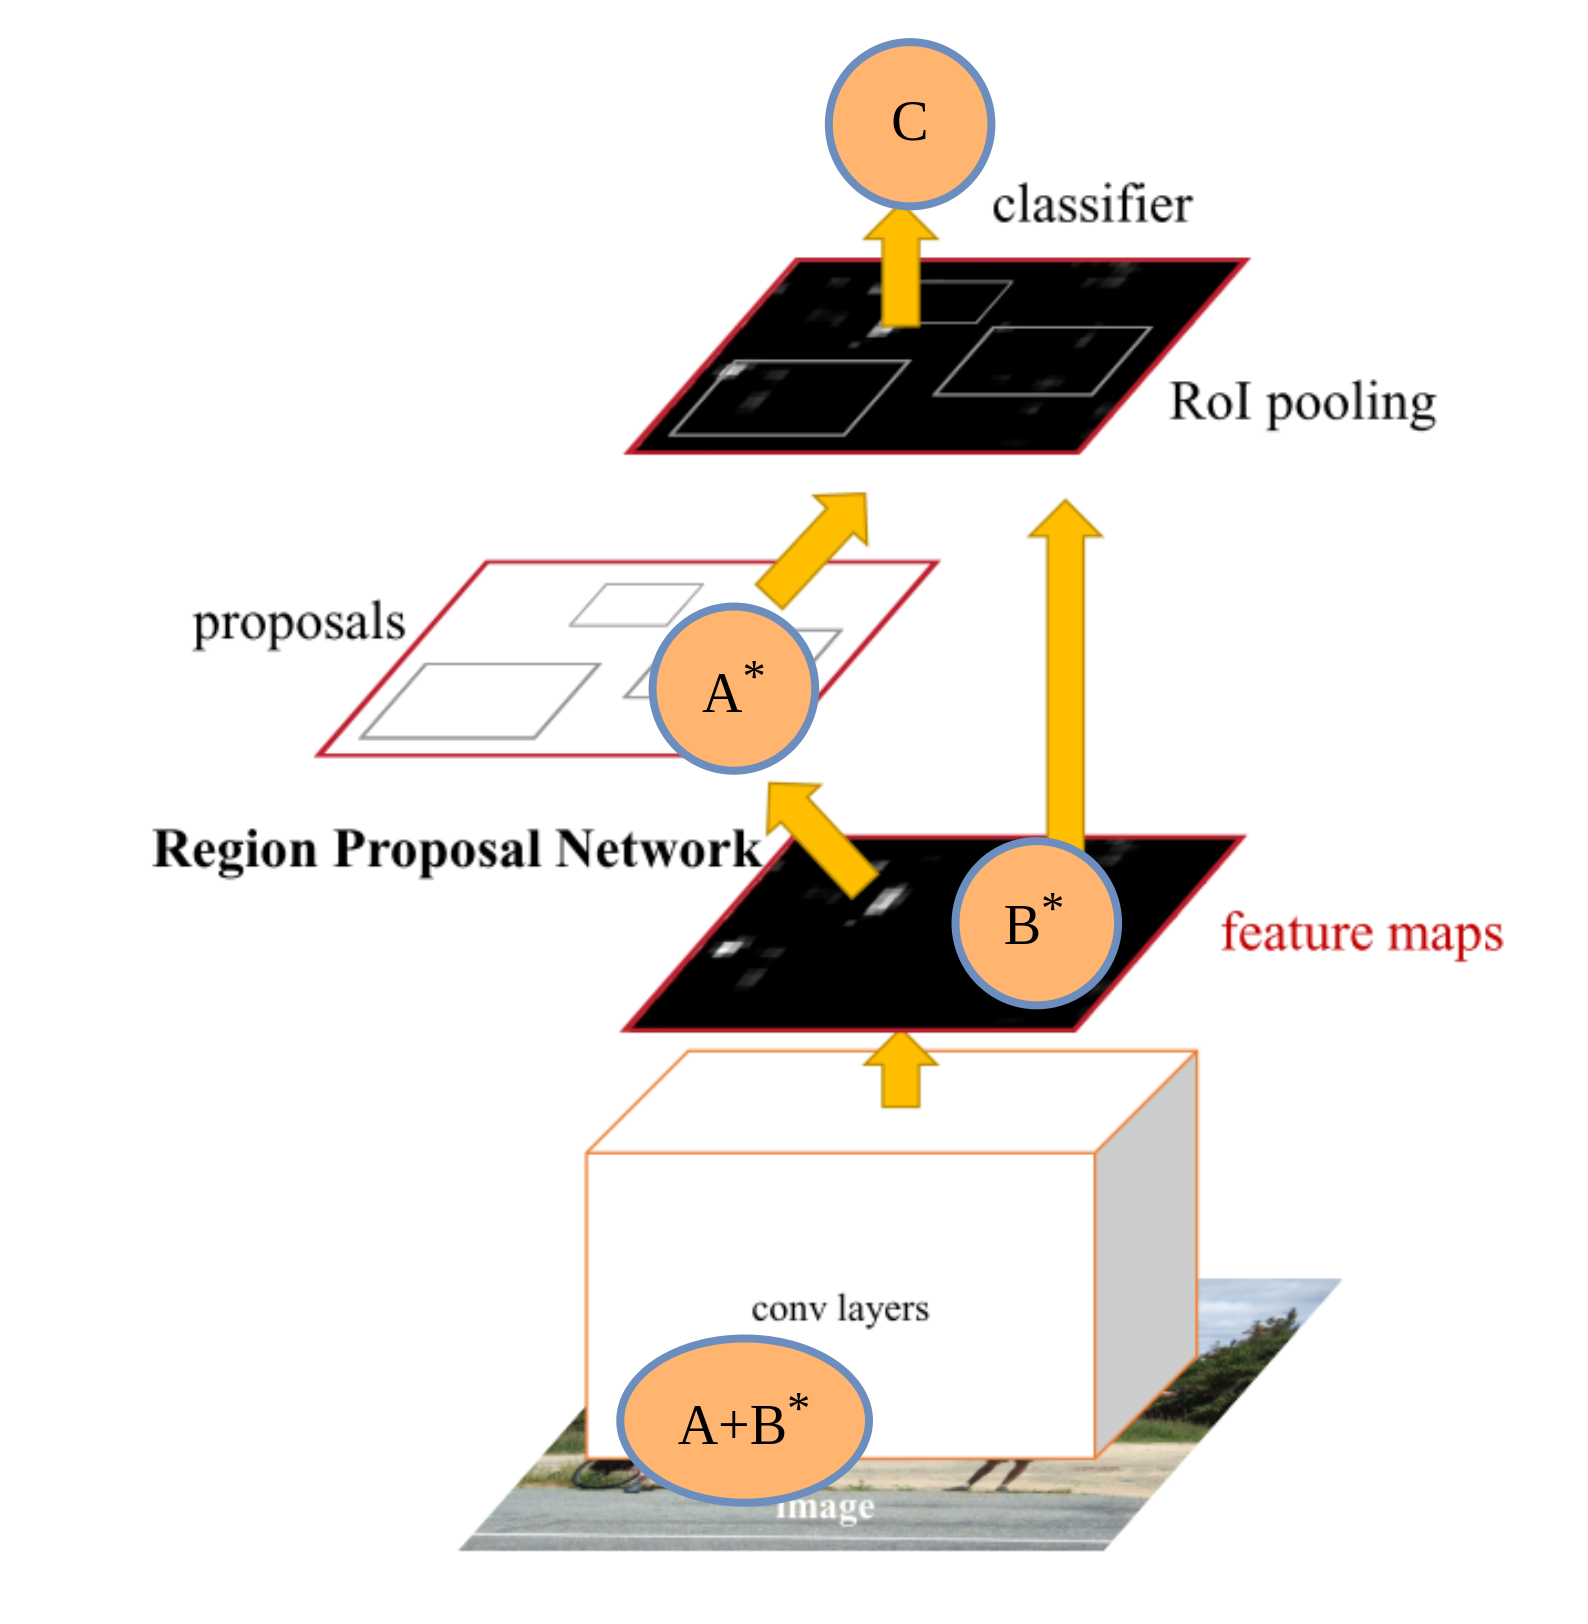 C
classifier
RoI pooling
proposals
A*
Region Proposal Network
B*
feature maps
conv layers
A+B*
image